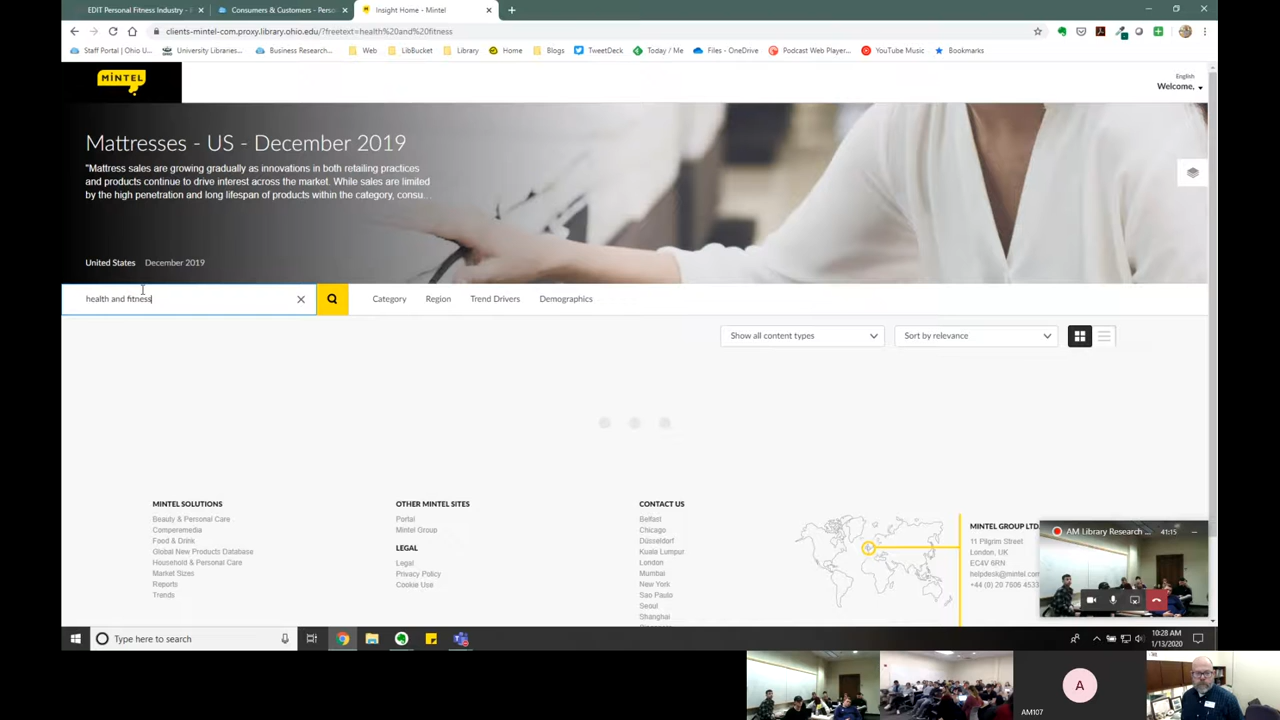 EDIT Personal Fitness Industry -
Consumers & Customers - Perso
Insight Home - Mintel
clients-mintel-com.proxy.library.ohio.edu/?freetext=health%20and%20fitness
Staff Portal | Ohio U...
University Libraries...
Business Research...
Web
LibBucket
Library
Home
Blogs
TweetDeck
Today / Me
Files - OneDrive
Podcast Web Player...
YouTube Music
Bookmarks
MINTEL
English
Welcome,
Mattresses - US - December 2019
"Mattress sales are growing gradually as innovations in both retailing practices
and products continue to drive interest across the market. While sales are limited
by the high penetration and long lifespan of products within the category, consu...
United States December 2019
health and fitness
Category
Region
Trend Drivers
Demographics
Show all content types
Sort by relevance
MINTEL SOLUTIONS
Beauty & Personal Care
Comperemedia
Food & Drink
Global New Products Database
Household & Personal Care
Market Sizes
Reports
Trends
OTHER MINTEL SITES
Portal
Mintel Group
LEGAL
Legal
Privacy Policy
Cookie Use
CONTACT US
Belfast
Chicago
Düsseldorf
Kuala Lumpur
London
Mumbai
New York
Sao Paulo
Seoul
Shanghai
MINTEL GROUP LTD
11 Pilgrim Street
London, UK
EC4V 6RN
helpdesk@mintel.com
+44 (0) 20 7606 4533
AM Library Research ...
41:15
Type here to search
10:28 AM
1/13/2020
A
AM107